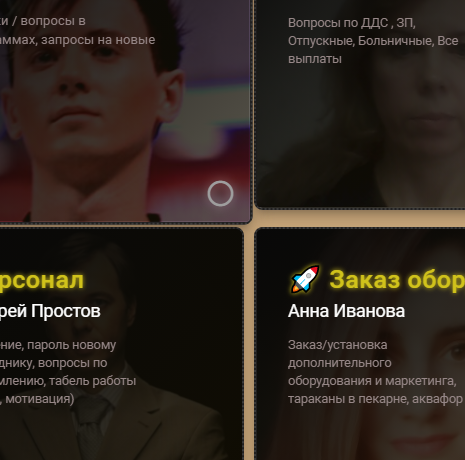 ки / вопросы в
аммах, запросы на новые
Вопросы по ДДС , ЗП,
Отпускные, Больничные, Все
выплаты
рсонал
рей Простов
ние, пароль новому
днику, вопросы по
млению, табель работы
, мотивация)
🚀 Заказ обор
Анна Иванова
Заказ/установка
дополнительного
оборудования и маркетинга,
тараканы в пекарне, аквафор